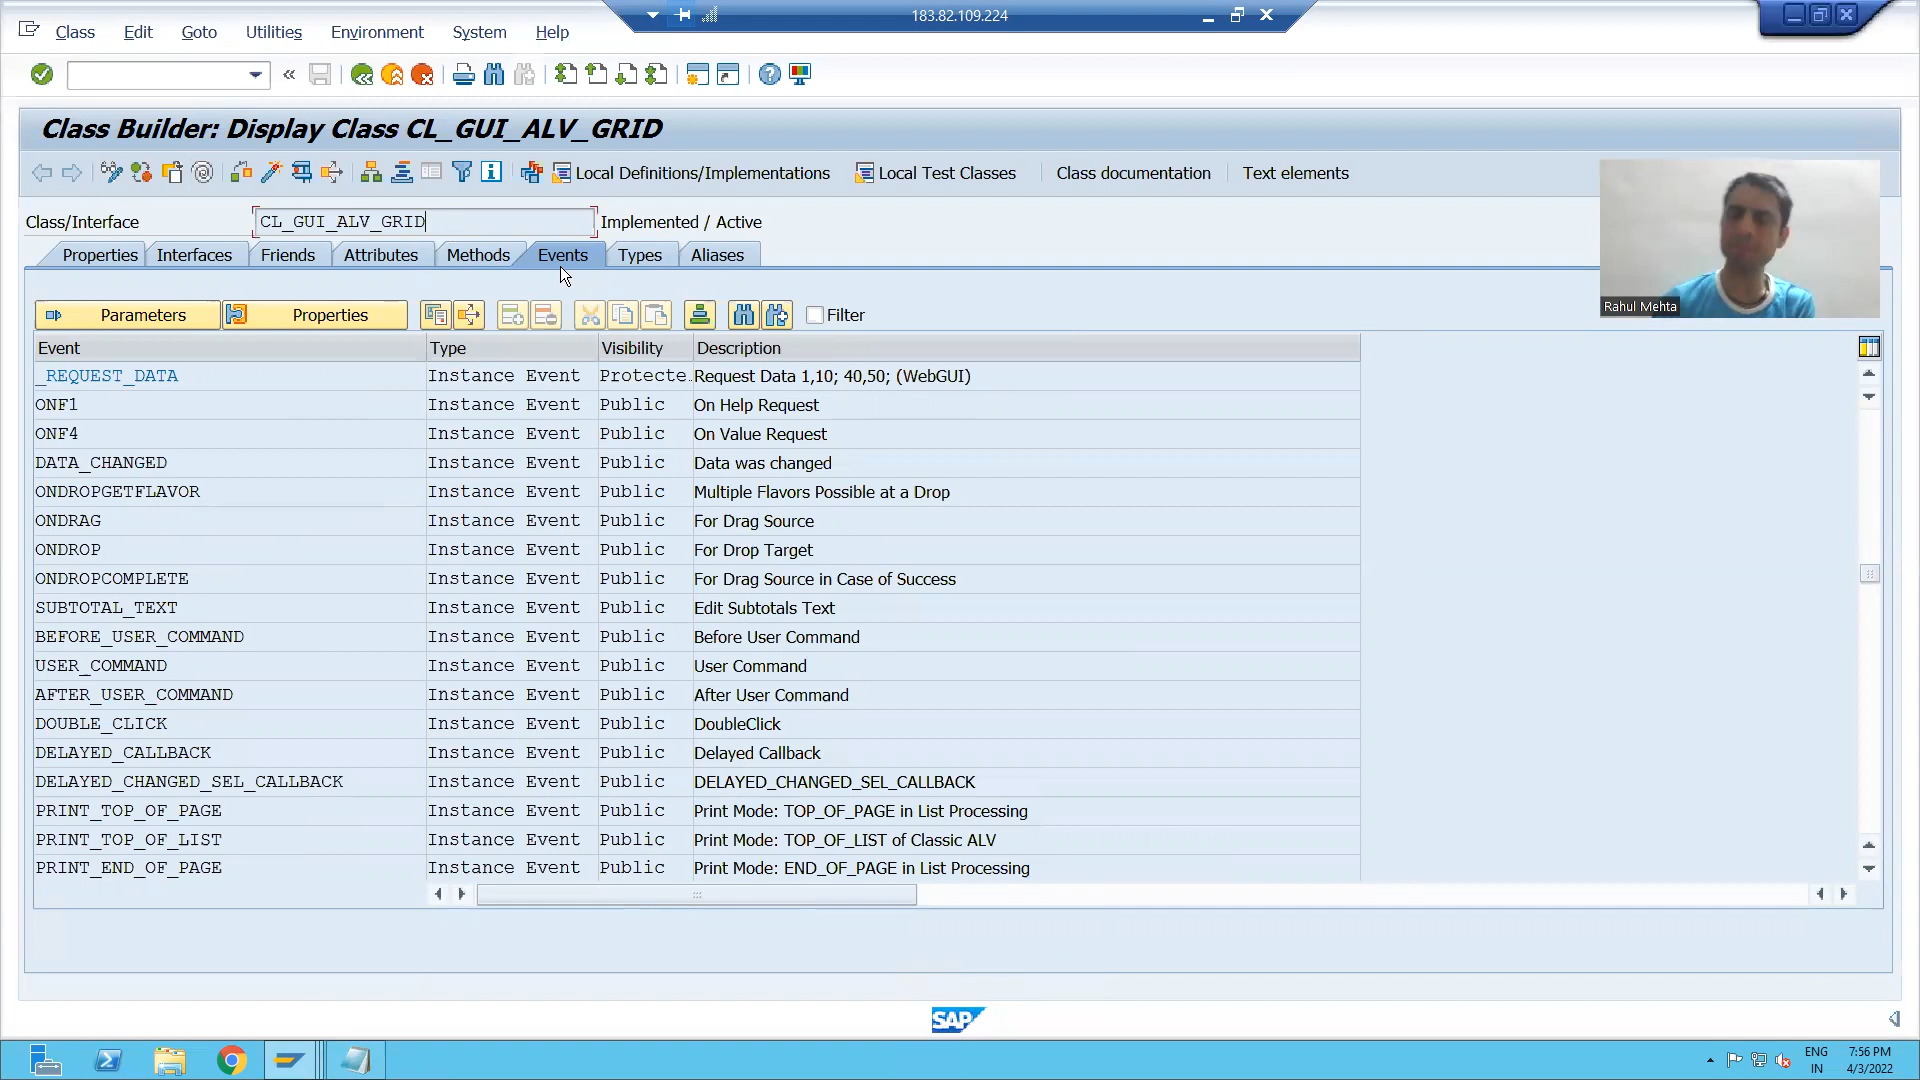 183.82.109.224
Class Edit Goto Utilities Environment System Help
Class Builder: Display Class CL_GUI_ALV_GRID
Local Definitions/Implementations Local Test Classes Class documentation Text elements
Class/Interface CL_GUI_ALV_GRID Implemented / Active
Properties Interfaces Friends Attributes Methods Events Types Aliases
Rahul Mehta
Parameters Properties Filter
Event Type Visibility Description
_REQUEST_DATA Instance Event Protecte. Request Data 1,10; 40,50; (WebGUI)
ONF1 Instance Event Public On Help Request
ONF4 Instance Event Public On Value Request
DATA_CHANGED Instance Event Public Data was changed
ONDROPGETFLAVOR Instance Event Public Multiple Flavors Possible at a Drop
ONDRAG Instance Event Public For Drag Source
ONDROP Instance Event Public For Drop Target
ONDROPCOMPLETE Instance Event Public For Drag Source in Case of Success
SUBTOTAL_TEXT Instance Event Public Edit Subtotals Text
BEFORE_USER_COMMAND Instance Event Public Before User Command
USER_COMMAND Instance Event Public User Command
AFTER_USER_COMMAND Instance Event Public After User Command
DOUBLE_CLICK Instance Event Public DoubleClick
DELAYED_CALLBACK Instance Event Public Delayed Callback
DELAYED_CHANGED_SEL_CALLBACK Instance Event Public DELAYED_CHANGED_SEL_CALLBACK
PRINT_TOP_OF_PAGE Instance Event Public Print Mode: TOP_OF_PAGE in List Processing
PRINT_TOP_OF_LIST Instance Event Public Print Mode: TOP_OF_LIST of Classic ALV
PRINT_END_OF_PAGE Instance Event Public Print Mode: END_OF_PAGE in List Processing
SAP
ENG 7:56 PM
IN 4/3/2022